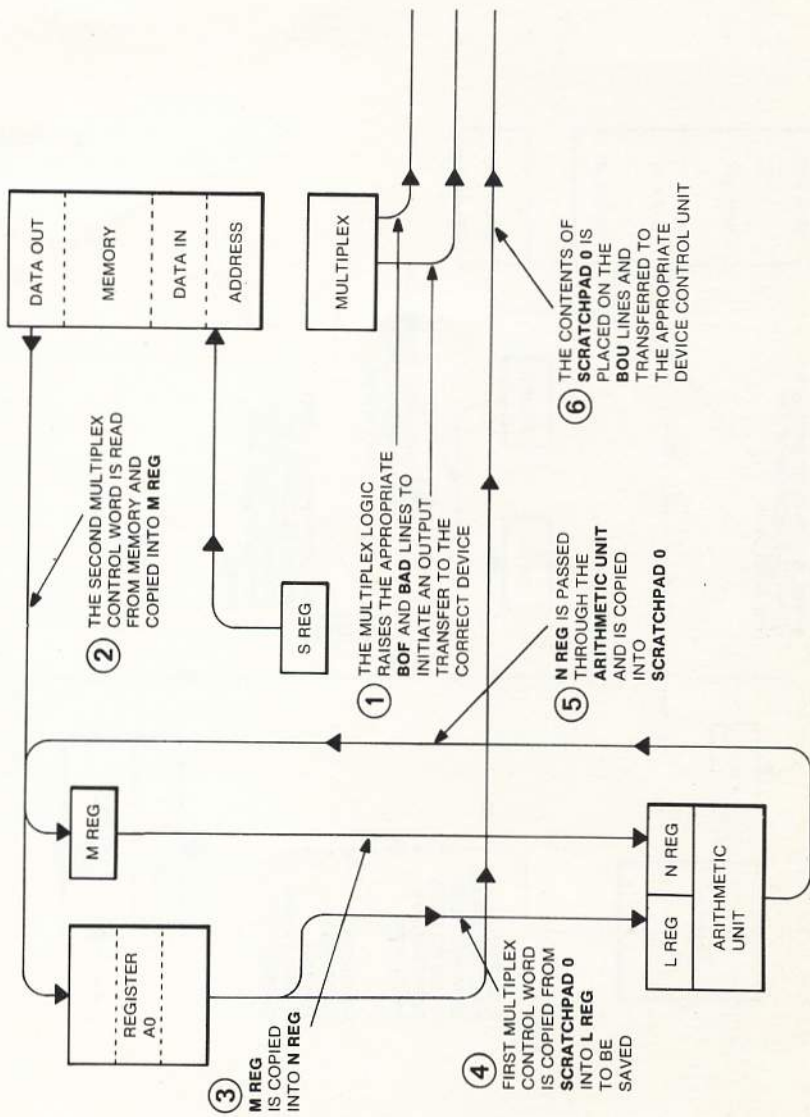 DATA OUT
MEMORY
DATA IN
ADDRESS
MULTIPLEX
2
THE SECOND MULTIPLEX
CONTROL WORD IS READ
FROM MEMORY AND
COPIED INTO M REG
S REG
1
THE MULTIPLEX LOGIC
RAISES THE APPROPRIATE
BOF AND BAD LINES TO
INITIATE AN OUTPUT
TRANSFER TO THE
CORRECT DEVICE
6
THE CONTENTS OF
SCRATCHPAD 0 IS
PLACED ON THE
BOU LINES AND
TRANSFERRED TO
THE APPROPRIATE
DEVICE CONTROL UNIT
5
N REG IS PASSED
THROUGH THE
ARITHMETIC UNIT
AND IS COPIED
INTO
SCRATCHPAD 0
M REG
REGISTER
A0
3
M REG
IS COPIED
INTO N REG
4
FIRST MULTIPLEX
CONTROL WORD
IS COPIED FROM
SCRATCHPAD 0
INTO L REG
TO BE
SAVED
L REG
N REG
ARITHMETIC
UNIT